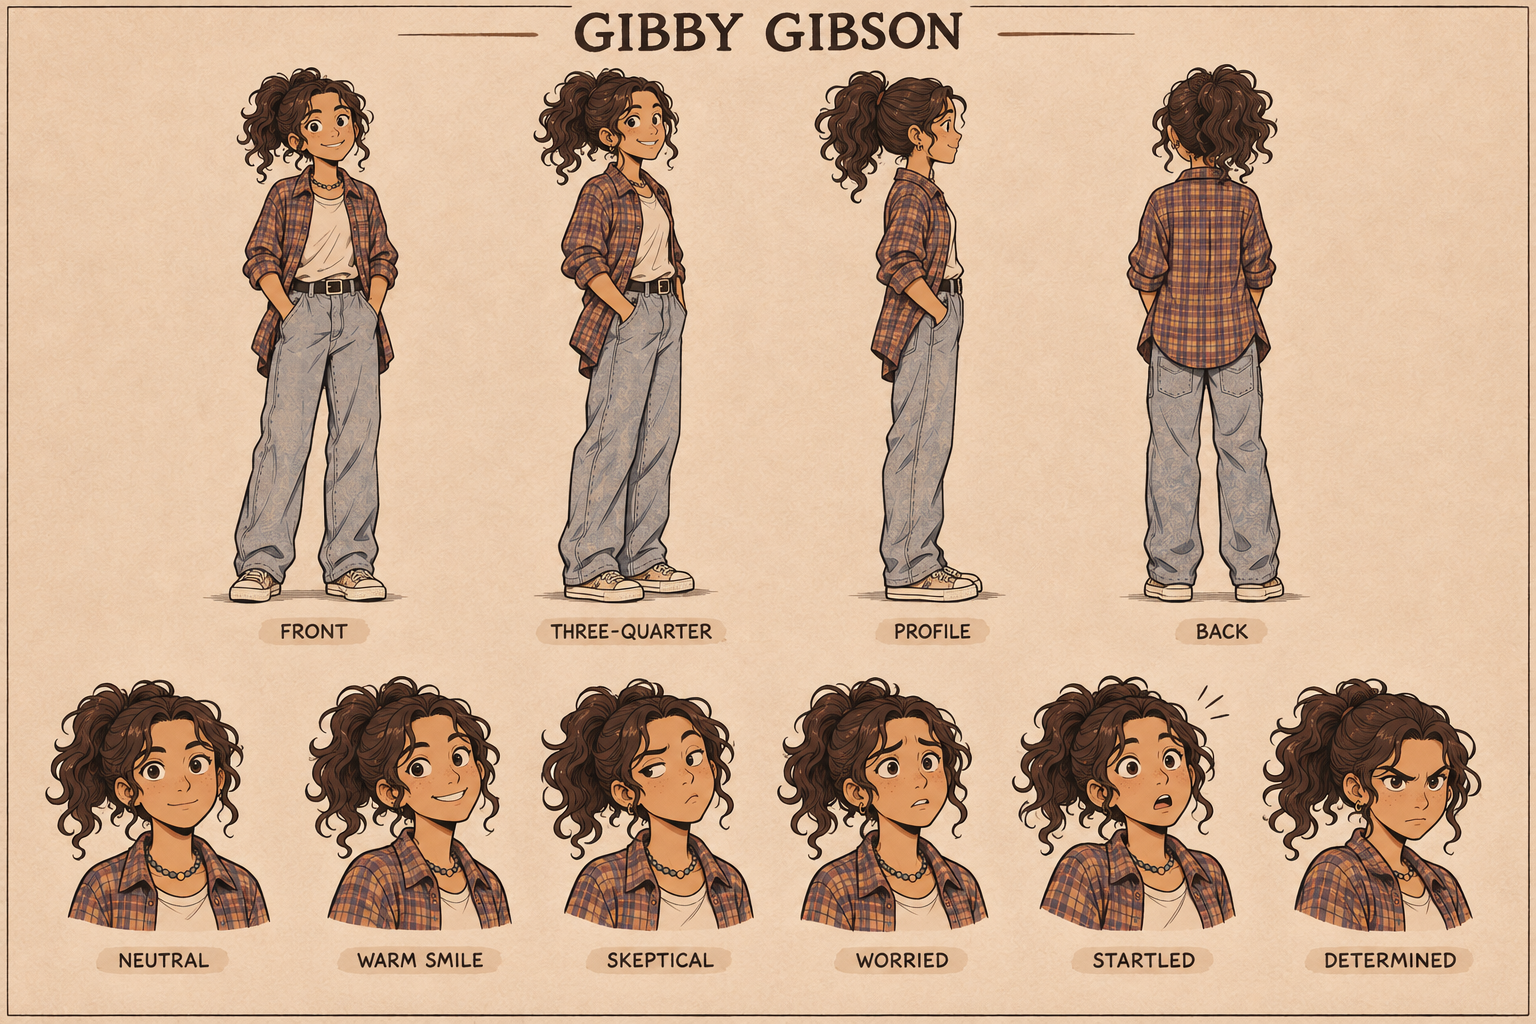 GIBBY GIBSON
FRONT
THREE-QUARTER
PROFILE
BACK
NEUTRAL
WARM SMILE
SKEPTICAL
WORRIED
STARTLED
DETERMINED